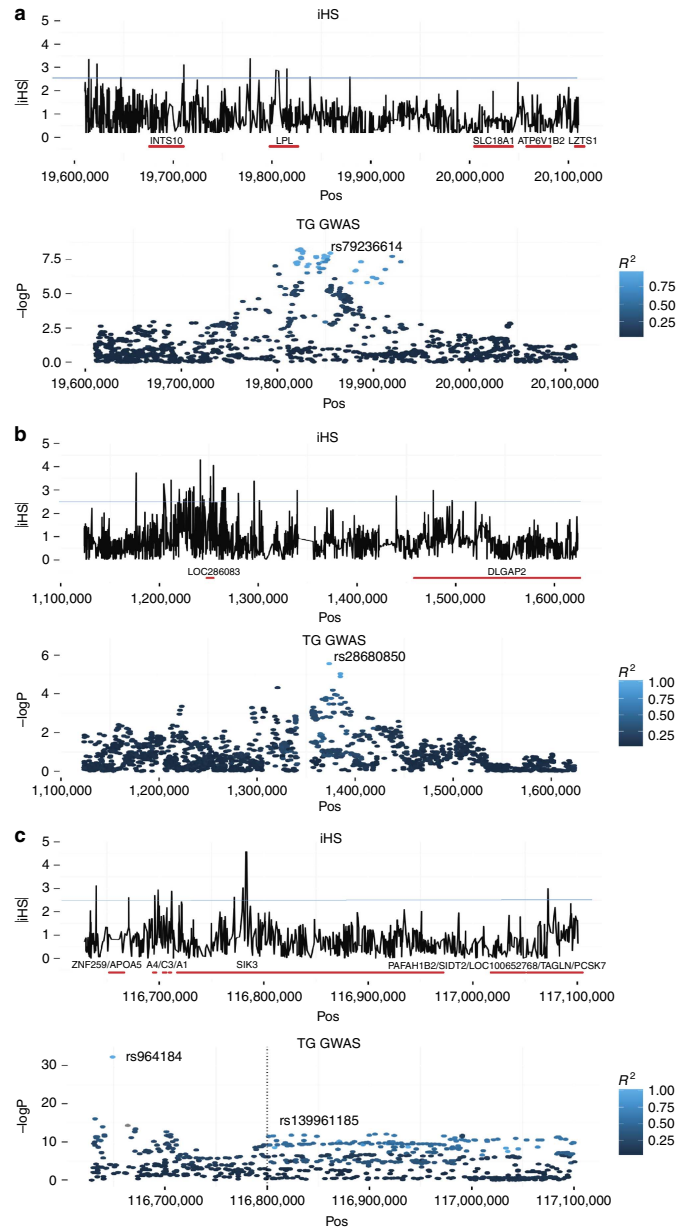 a
iHS
5
4
3
2
1
0
|iHS|
INTS10 LPL SLC18A1 ATP6V1B2 LZTS1
19,600,000 19,700,000 19,800,000 19,900,000 20,000,000 20,100,000
Pos
TG GWAS
rs79236614
7.5
5.0
2.5
0.0
–logP
R²
0.75
0.50
0.25
19,600,000 19,700,000 19,800,000 19,900,000 20,000,000 20,100,000
Pos
b
iHS
5
4
3
2
1
0
|iHS|
LOC286083 DLGAP2
1,100,000 1,200,000 1,300,000 1,400,000 1,500,000 1,600,000
Pos
TG GWAS
rs28680850
6
4
2
0
–logP
R²
1.00
0.75
0.50
0.25
1,100,000 1,200,000 1,300,000 1,400,000 1,500,000 1,600,000
Pos
c
iHS
5
4
3
2
1
0
|iHS|
ZNF259/APOA5 A4/C3/A1 SIK3 PAFAH1B2/SIDT2/LOC100652768/TAGLN/PCSK7
116,700,000 116,800,000 116,900,000 117,000,000 117,100,000
Pos
TG GWAS
rs964184
rs139961185
30
20
10
0
–logP
R²
1.00
0.75
0.50
0.25
116,700,000 116,800,000 116,900,000 117,000,000 117,100,000
Pos